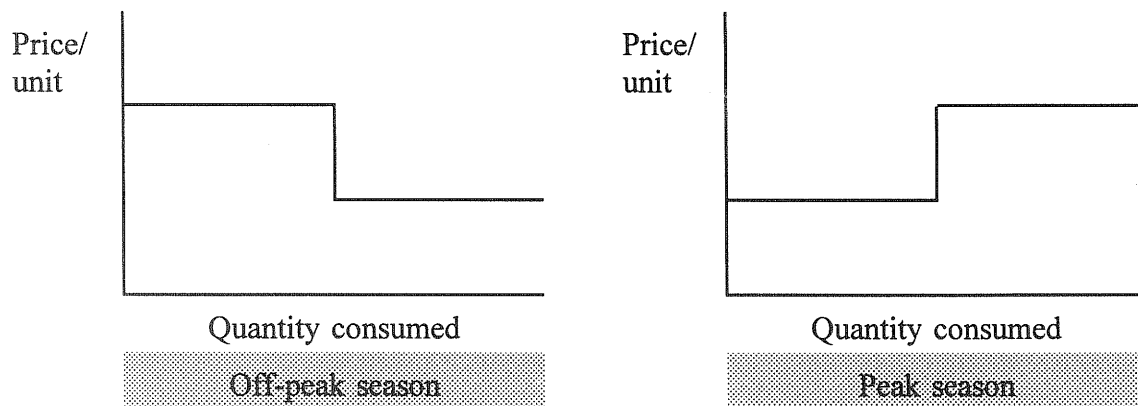 Price/
unit
Quantity consumed
Off-peak season
Price/
unit
Quantity consumed
Peak season